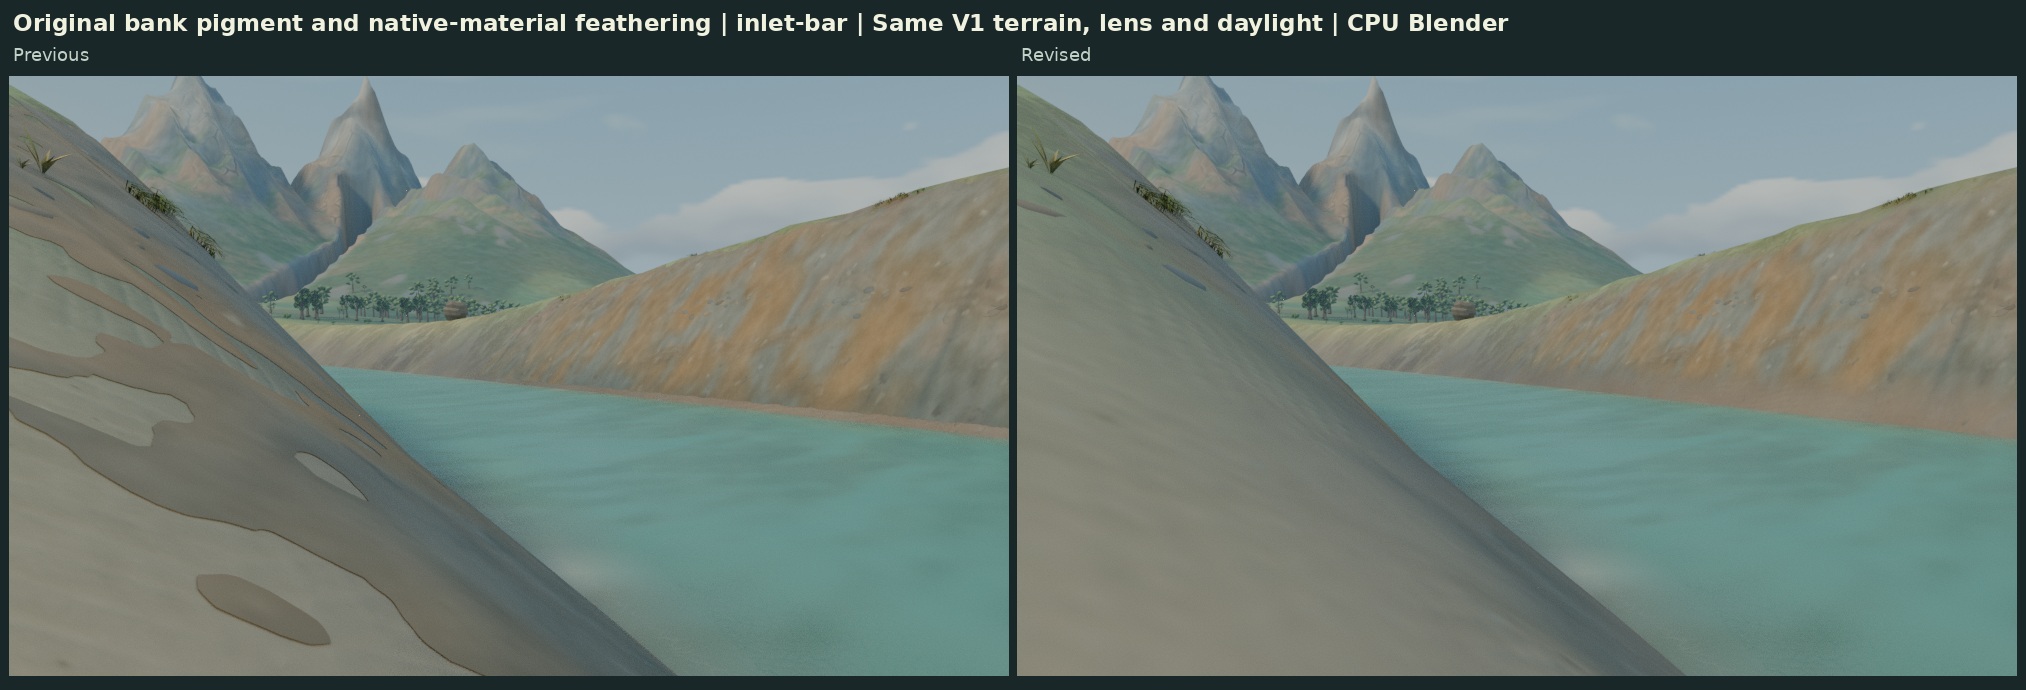 Original bank pigment and native-material feathering | inlet-bar | Same V1 terrain, lens and daylight | CPU Blender
Previous
Revised